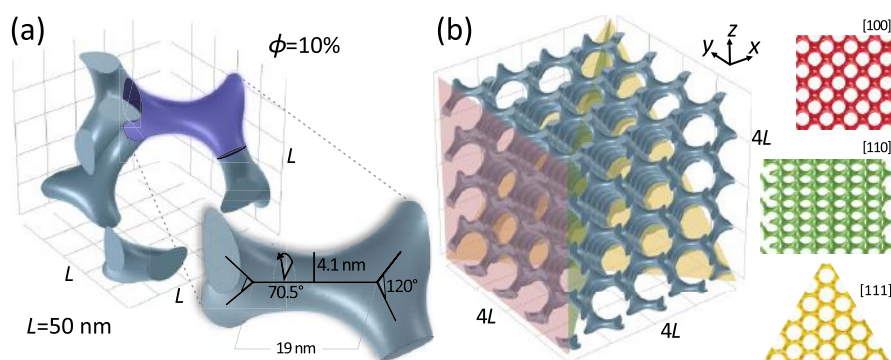 (a)
ϕ=10%
L
L
L
L=50 nm
4.1 nm
70.5°
120°
19 nm
(b)
z
y
x
4L
4L
4L
[100]
[110]
[111]